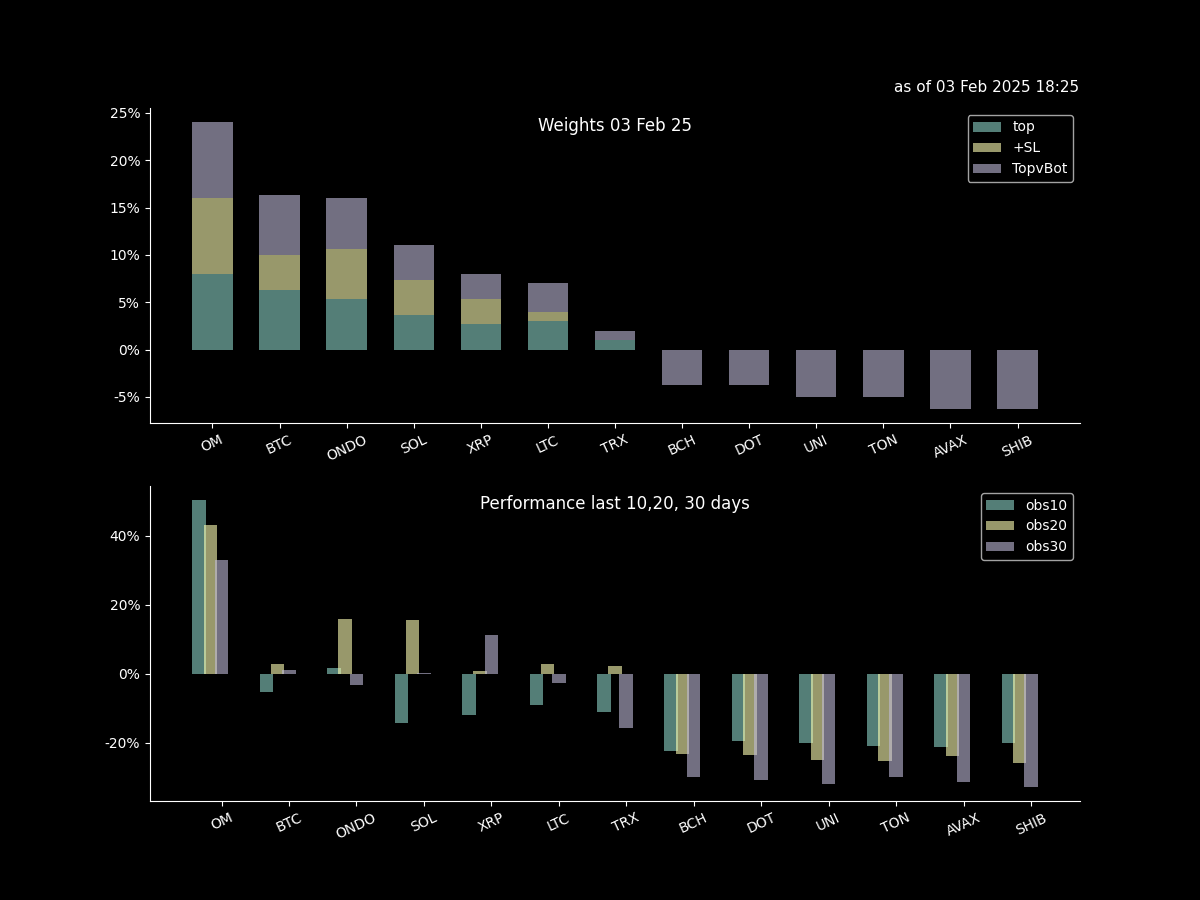 as of 03 Feb 2025 18:25
Weights 03 Feb 25
top
+SL
TopvBot
25%
20%
15%
10%
5%
0%
-5%
OM BTC ONDO SOL XRP LTC TRX BCH DOT UNI TON AVAX SHIB
Performance last 10,20, 30 days
obs10
obs20
obs30
40%
20%
0%
-20%
OM BTC ONDO SOL XRP LTC TRX BCH DOT UNI TON AVAX SHIB